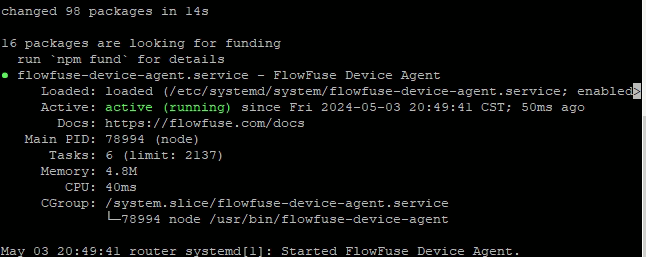 changed 98 packages in 14s
16 packages are looking for funding
run `npm fund` for details
● flowfuse-device-agent.service - FlowFuse Device Agent
Loaded: loaded (/etc/systemd/system/flowfuse-device-agent.service; enabled>
Active: active (running) since Fri 2024-05-03 20:49:41 CST; 50ms ago
Docs: https://flowfuse.com/docs
Main PID: 78994 (node)
Tasks: 6 (limit: 2137)
Memory: 4.8M
CPU: 40ms
CGroup: /system.slice/flowfuse-device-agent.service
└─78994 node /usr/bin/flowfuse-device-agent
May 03 20:49:41 router systemd[1]: Started FlowFuse Device Agent.